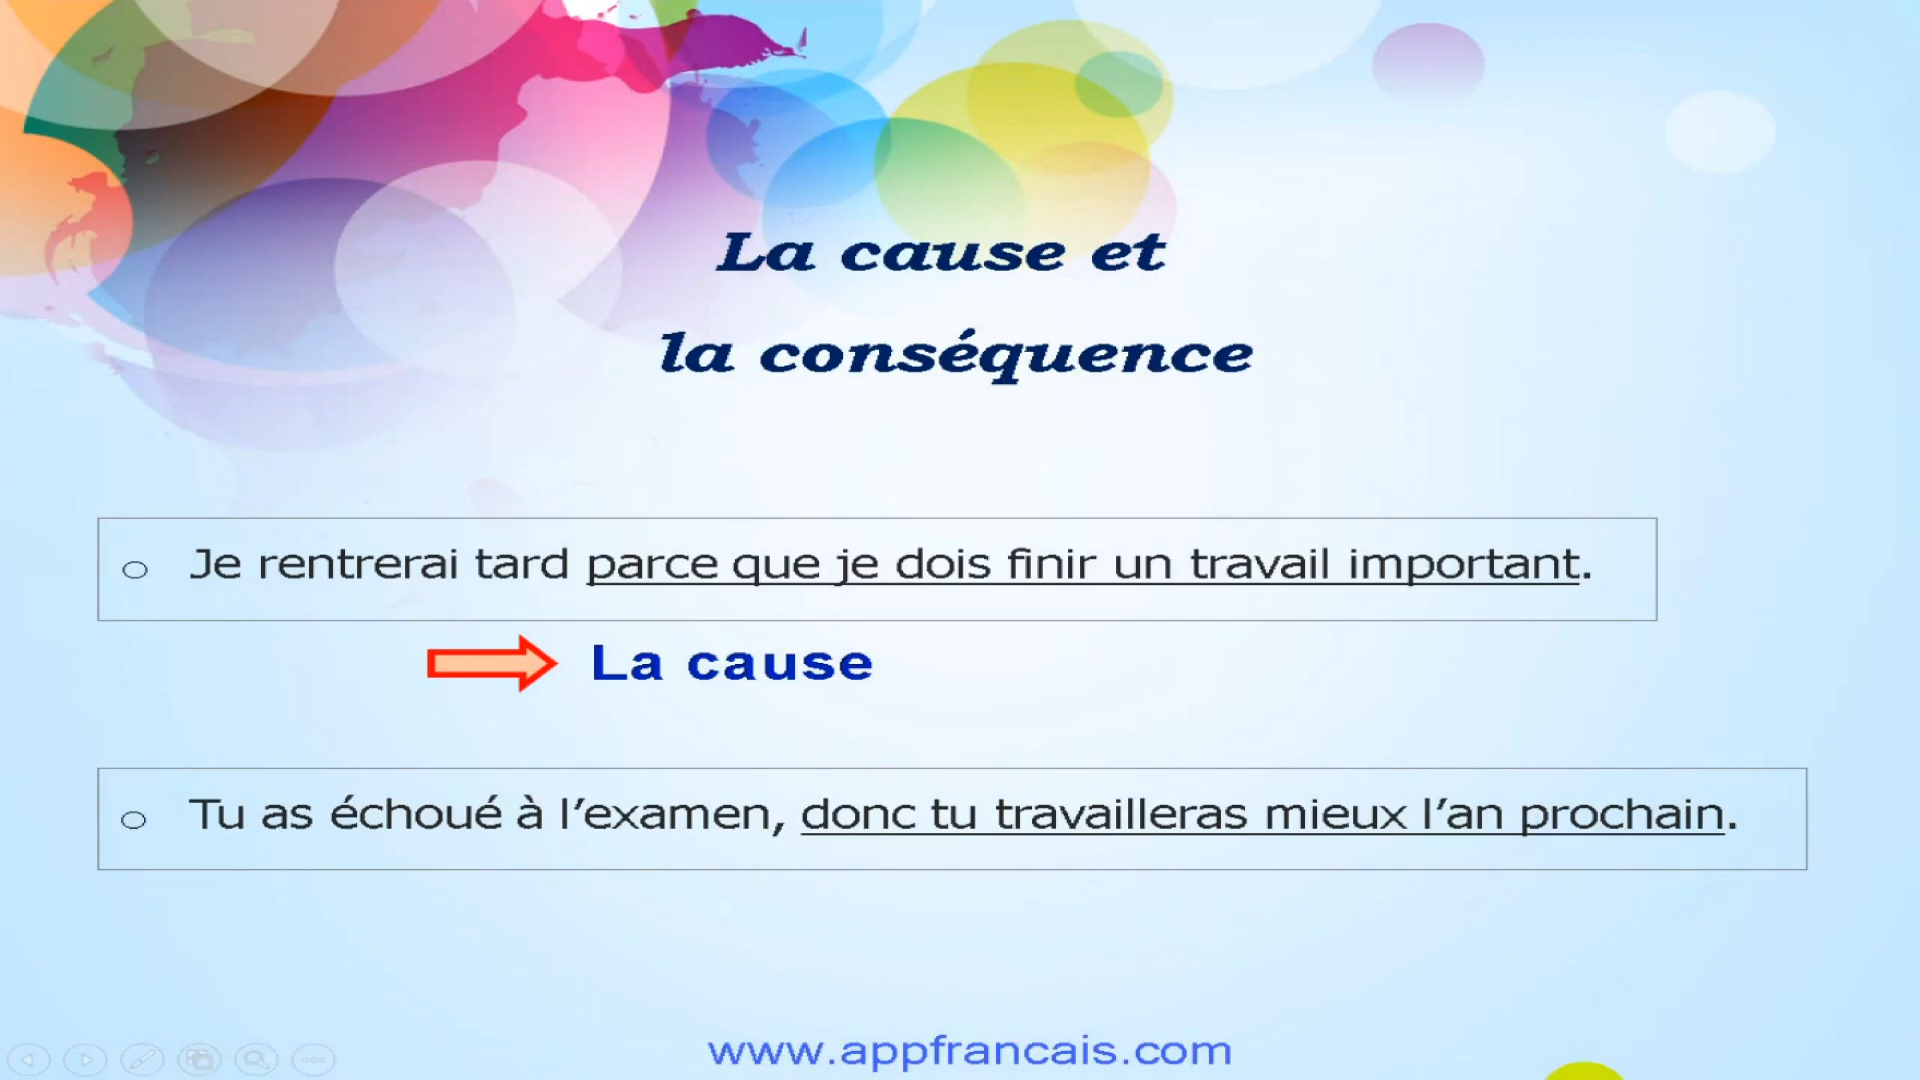 La cause et
la conséquence
o Je rentrerai tard parce que je dois finir un travail important.
La cause
o Tu as échoué à l’examen, donc tu travailleras mieux l’an prochain.
www.appfrancais.com